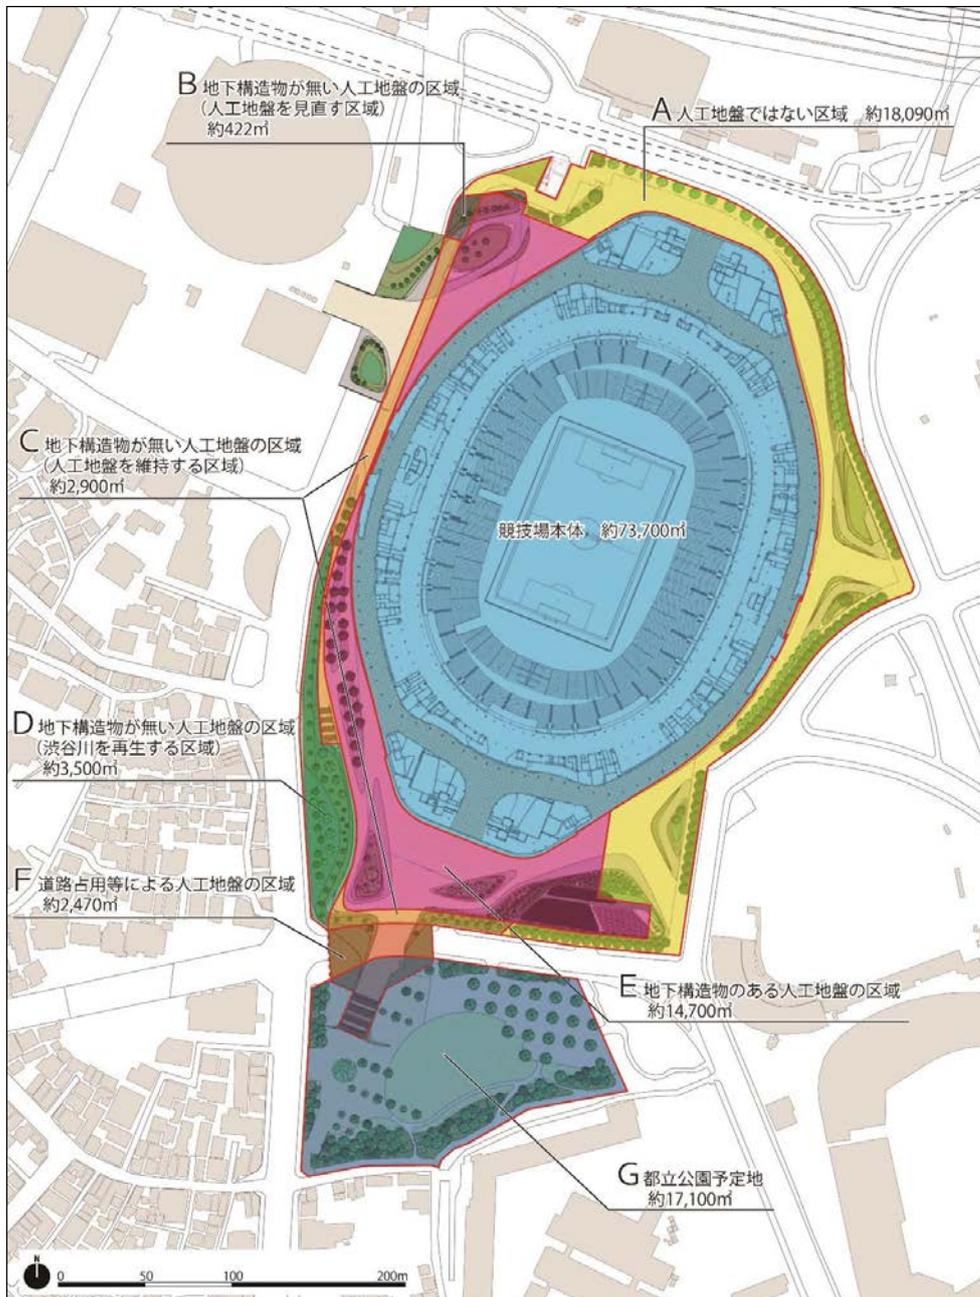 B 地下構造物が無い人工地盤の区域
(人工地盤を見直す区域)
約422㎡
A 人工地盤ではない区域 約18,090㎡
C 地下構造物が無い人工地盤の区域
(人工地盤を維持する区域)
約2,900㎡
競技場本体 約73,700㎡
D 地下構造物が無い人工地盤の区域
(渋谷川を再生する区域)
約3,500㎡
F 道路占用等による人工地盤の区域
約2,470㎡
E 地下構造物のある人工地盤の区域
約14,700㎡
G 都立公園予定地
約17,100㎡
N
0 50 100 200m